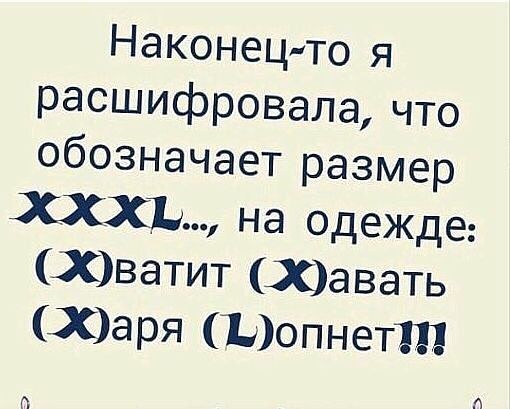 Наконец-то я
расшифровала, что
обозначает размер
XXXL..., на одежде:
(X)ватит (X)авать
(X)аря (L)опнет!!!